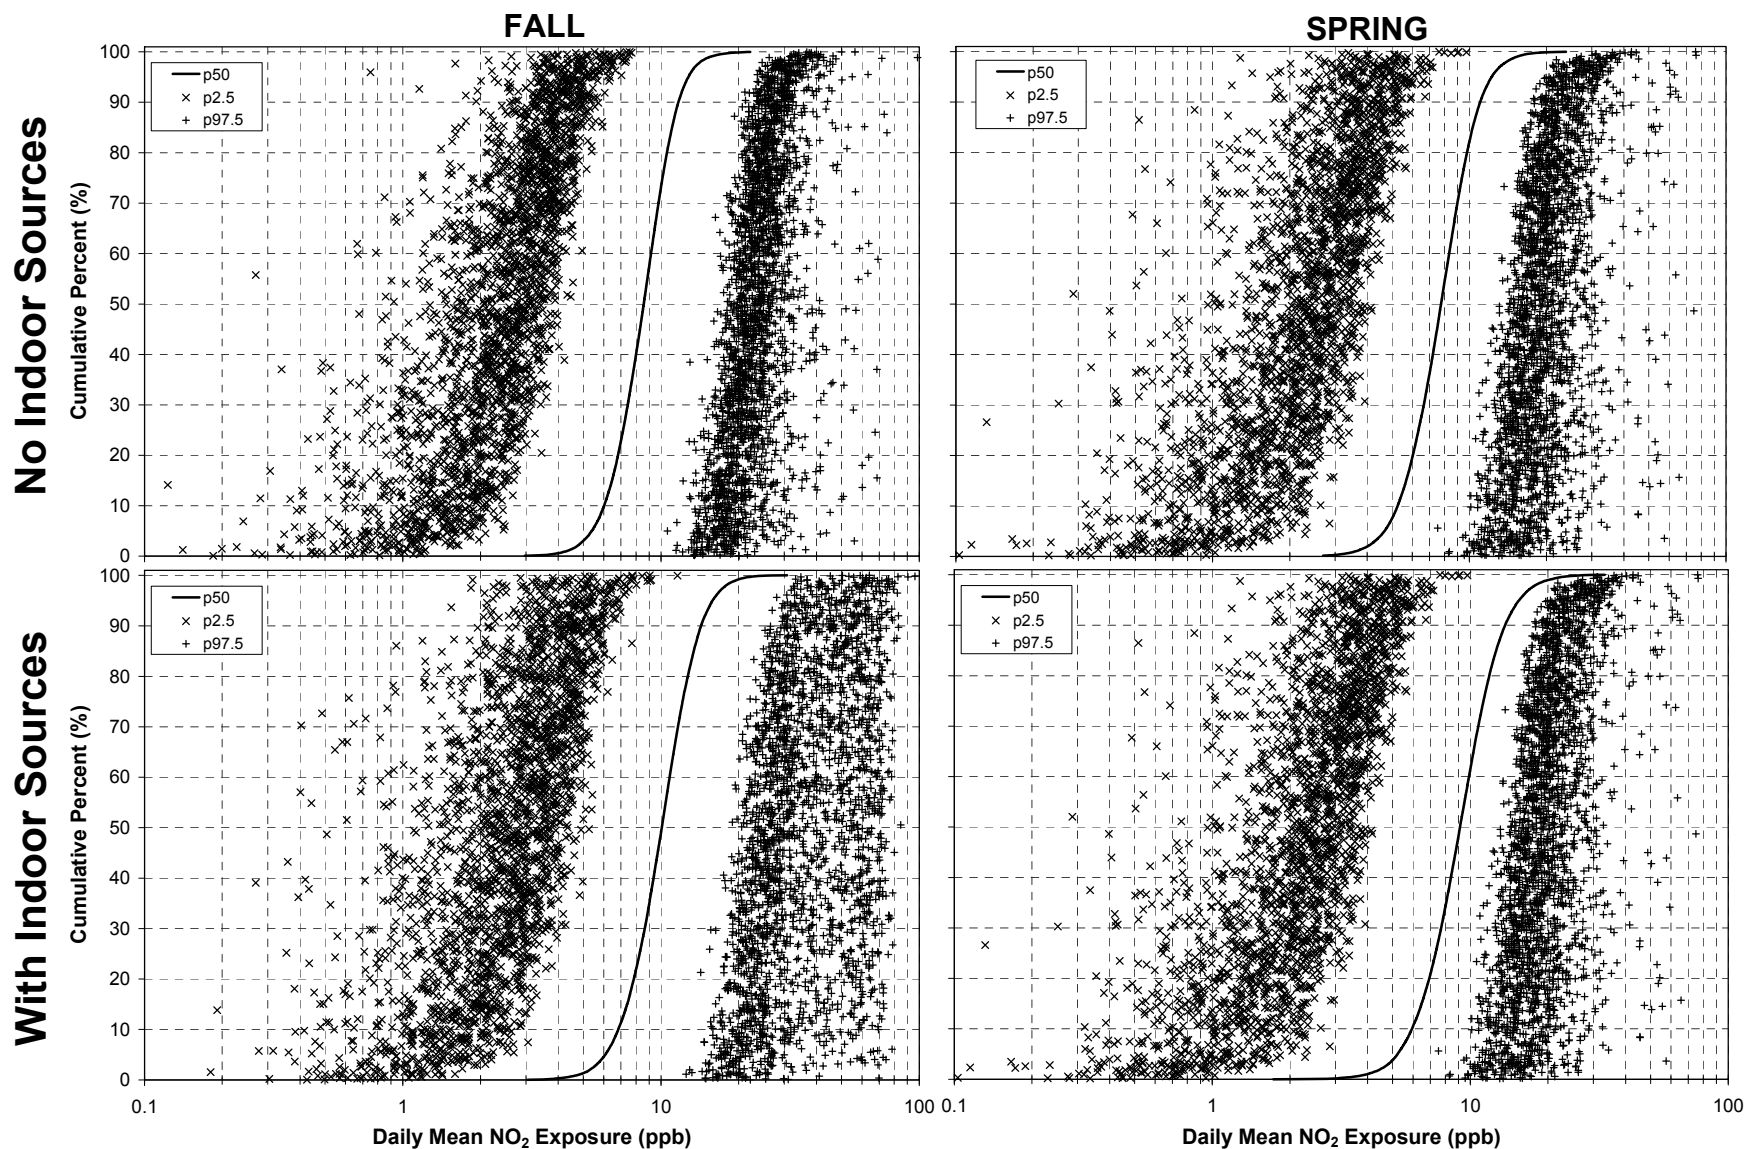 FALL
SPRING
No Indoor Sources
Cumulative Percent (%)
100
90
80
70
60
50
40
30
20
10
0
p50
p2.5
p97.5
p50
p2.5
p97.5
With Indoor Sources
Cumulative Percent (%)
100
90
80
70
60
50
40
30
20
10
0
p50
p2.5
p97.5
p50
p2.5
p97.5
0.1 1 10 100
0.1 1 10 100
Daily Mean NO₂ Exposure (ppb)
Daily Mean NO₂ Exposure (ppb)